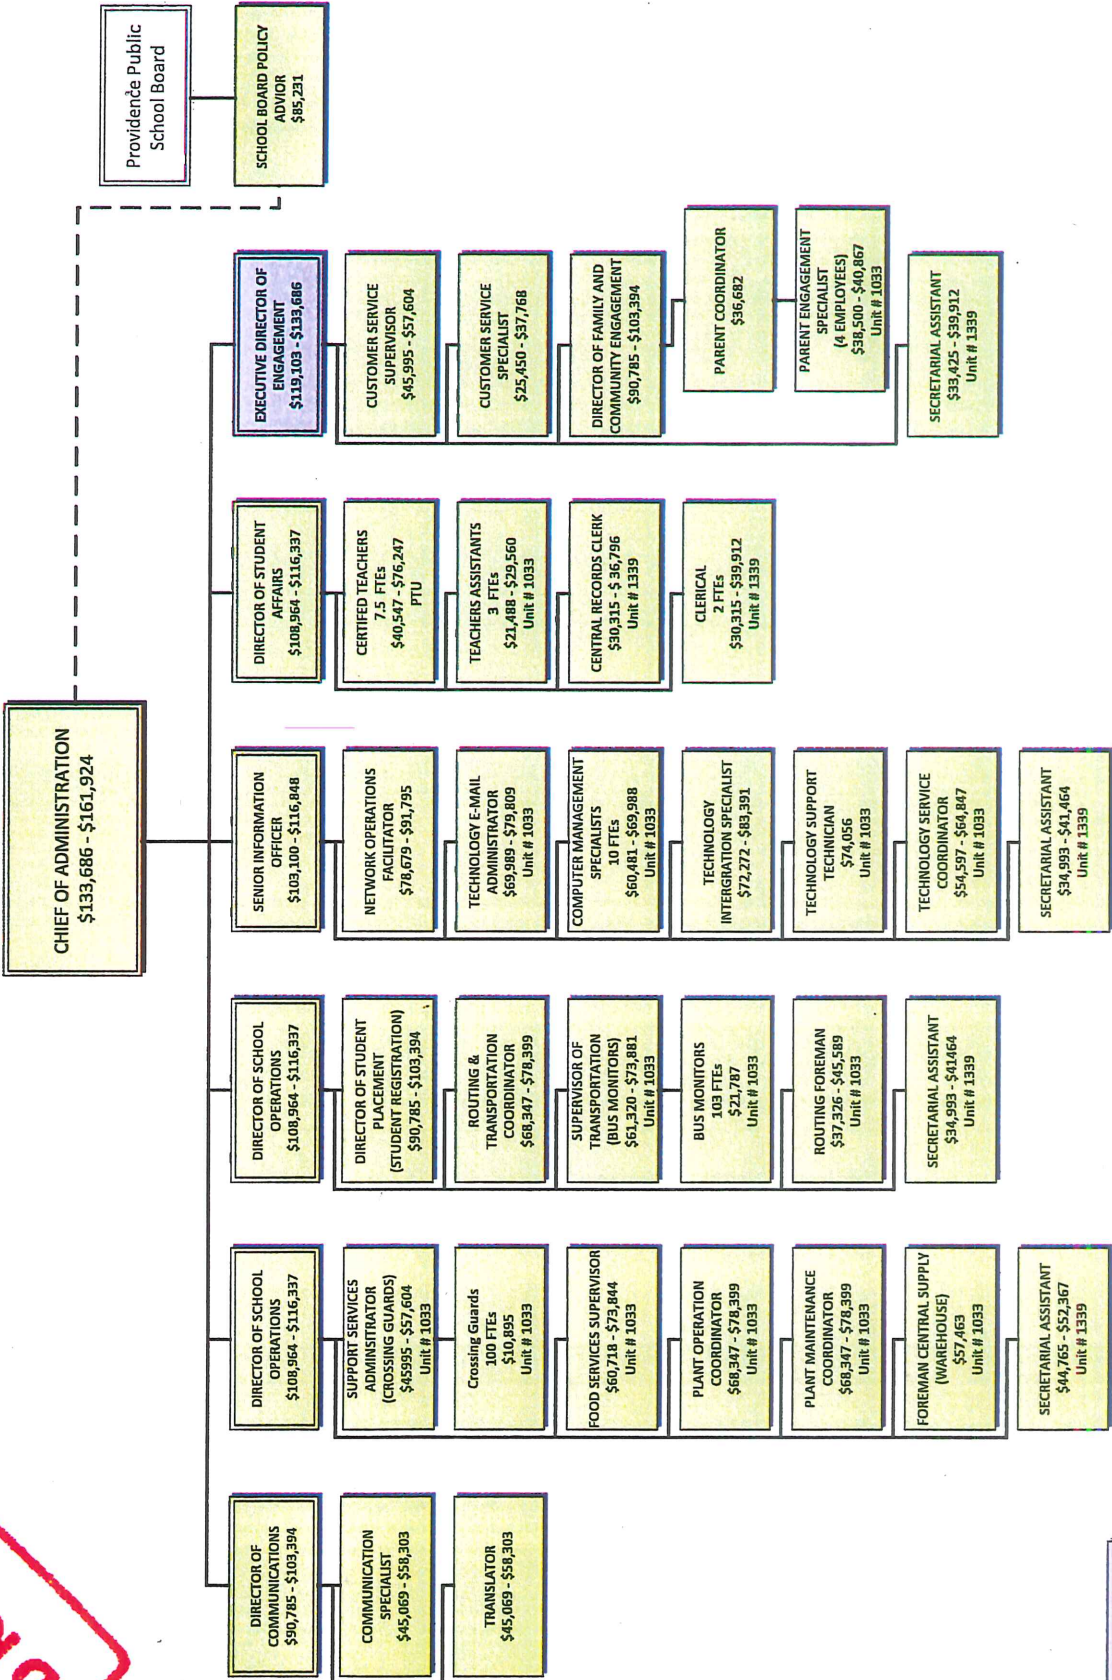 CHIEF OF ADMINISTRATION
$133,686 - $161,924
Providence Public
School Board
SCHOOL BOARD POLICY
ADVIOR
$85,231
DIRECTOR OF
COMMUNICATIONS
$90,785 - $103,394
COMMUNICATION
SPECIALIST
$45,069 - $58,303
TRANSLATOR
$45,069 - $58,303
DIRECTOR OF SCHOOL
OPERATIONS
$108,964 - $116,337
SUPPORT SERVICES
ADMINSITRATOR
(CROSSING GUARDS)
$45995 - $57,604
Unit # 1033
Crossing Guards
100 FTEs
$10,895
Unit # 1033
FOOD SERVICES SUPERVISOR
$60,718 - $73,844
Unit # 1033
PLANT OPERATION
COORDINATOR
$68,347 - $78,399
Unit # 1033
PLANT MAINTENANCE
COORDINATOR
$68,347 - $78,399
Unit # 1033
FOREMAN CENTRAL SUPPLY
(WAREHOUSE)
$57,463
Unit # 1033
SECRETARIAL ASSISTANT
$44,765 - $52,367
Unit # 1339
DIRECTOR OF SCHOOL
OPERATIONS
$108,964 - $116,337
DIRECTOR OF STUDENT
PLACEMENT
(STUDENT REGISTRATION)
$90,785 - $103,394
ROUTING &
TRANSPORTATION
COORDINATOR
$68,347 - $78,399
SUPERVISOR OF
TRANSPORTATION
(BUS MONITORS)
$61,320 - $73,881
Unit # 1033
BUS MONITORS
103 FTEs
$21,787
Unit # 1033
ROUTING FOREMAN
$37,326 - $45,589
Unit # 1033
SECRETARIAL ASSISTANT
$34,993 - $41464
Unit # 1339
SENIOR INFORMATION
OFFICER
$103,100 - $116,848
NETWORK OPERATIONS
FACILITATOR
$78,679 - $91,795
TECHNOLOGY E-MAIL
ADMINISTRATOR
$69,989 - $79,809
Unit # 1033
COMPUTER MANAGEMENT
SPECIALISTS
10 FTEs
$60,481 - $69,988
Unit # 1033
TECHNOLOGY
INTERGRATION SPECIALIST
$72,272 - $83,391
TECHNOLOGY SUPPORT
TECHNICIAN
$74,056
Unit # 1033
TECHNOLOGY SERVICE
COORDINATOR
$54,597 - $64,847
Unit # 1033
SECRETARIAL ASSISTANT
$34,993 - $41,464
Unit # 1339
DIRECTOR OF STUDENT
AFFAIRS
$108,964 - $116,337
CERTIFED TEACHERS
7.5 FTEs
$40,547 - $76,247
PTU
TEACHERS ASSISTANTS
3 FTEs
$21,488 - $29,560
Unit # 1033
CENTRAL RECORDS CLERK
$30,315 - $ 36,796
Unit # 1339
CLERICAL
2 FTEs
$30,315 - $39,912
Unit # 1339
EXECUTIVE DIRECTOR OF
ENGAGEMENT
$119,103 - $133,686
CUSTOMER SERVICE
SUPERVISOR
$45,995 - $57,604
CUSTOMER SERVICE
SPECIALIST
$25,450 - $37,768
DIRECTOR OF FAMILY AND
COMMUNITY ENGAGEMENT
$90,785 - $103,394
PARENT COORDINATOR
$36,682
PARENT ENGAGEMENT
SPECIALIST
(4 EMPLOYEES)
$38,500 - $40,867
Unit # 1033
SECRETARIAL ASSISTANT
$33,425 - $39,912
Unit # 1339